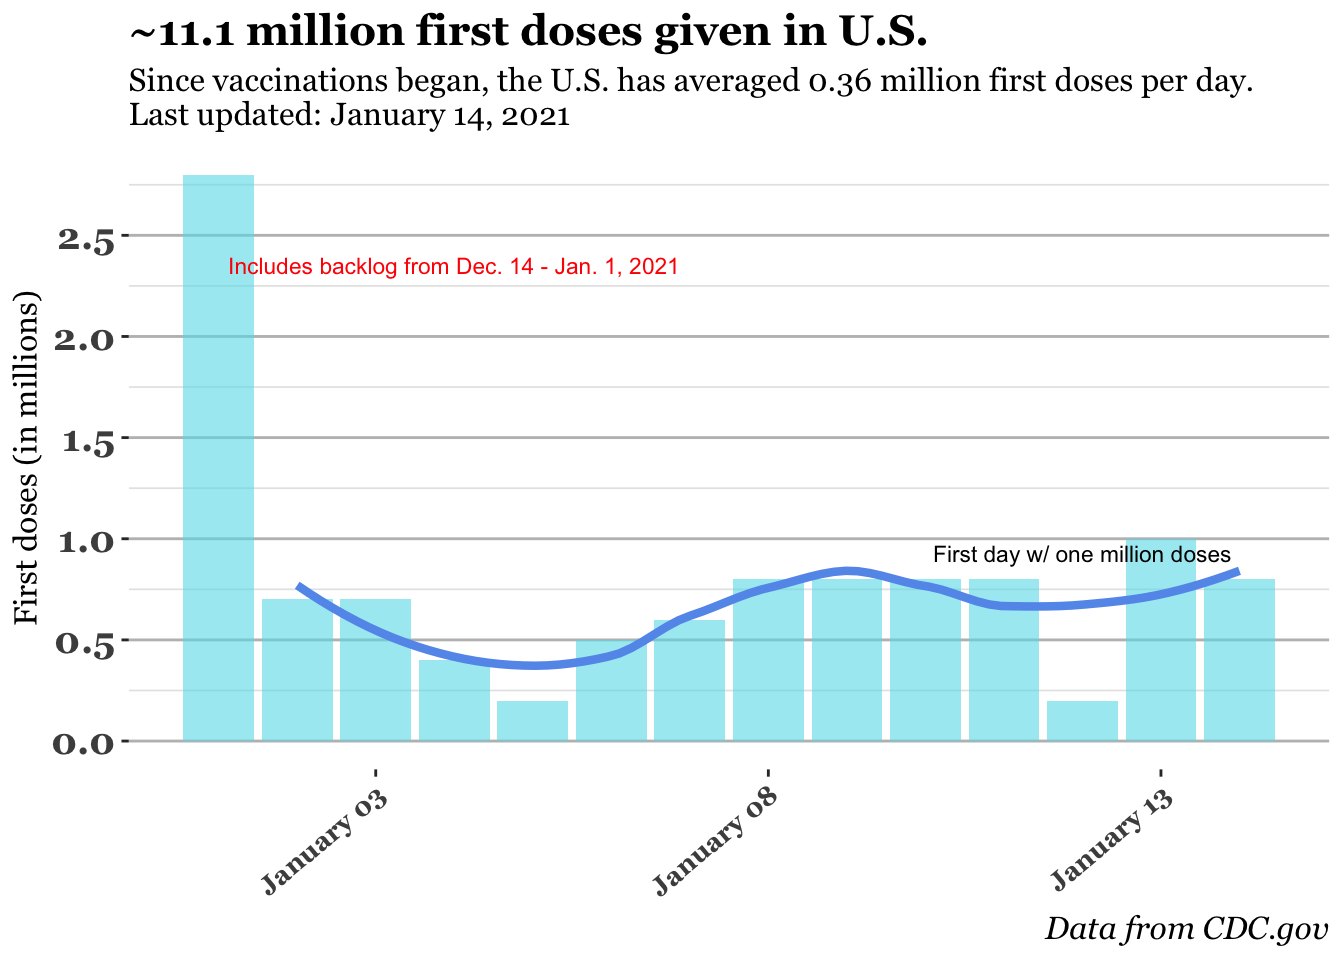 ~11.1 million first doses given in U.S.
Since vaccinations began, the U.S. has averaged 0.36 million first doses per day.
Last updated: January 14, 2021
First doses (in millions)
2.5
2.0
1.5
1.0
0.5
0.0
Includes backlog from Dec. 14 - Jan. 1, 2021
First day w/ one million doses
January 03
January 08
January 13
Data from CDC.gov